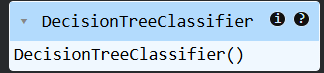 DecisionTreeClassifier i ?
DecisionTreeClassifier()